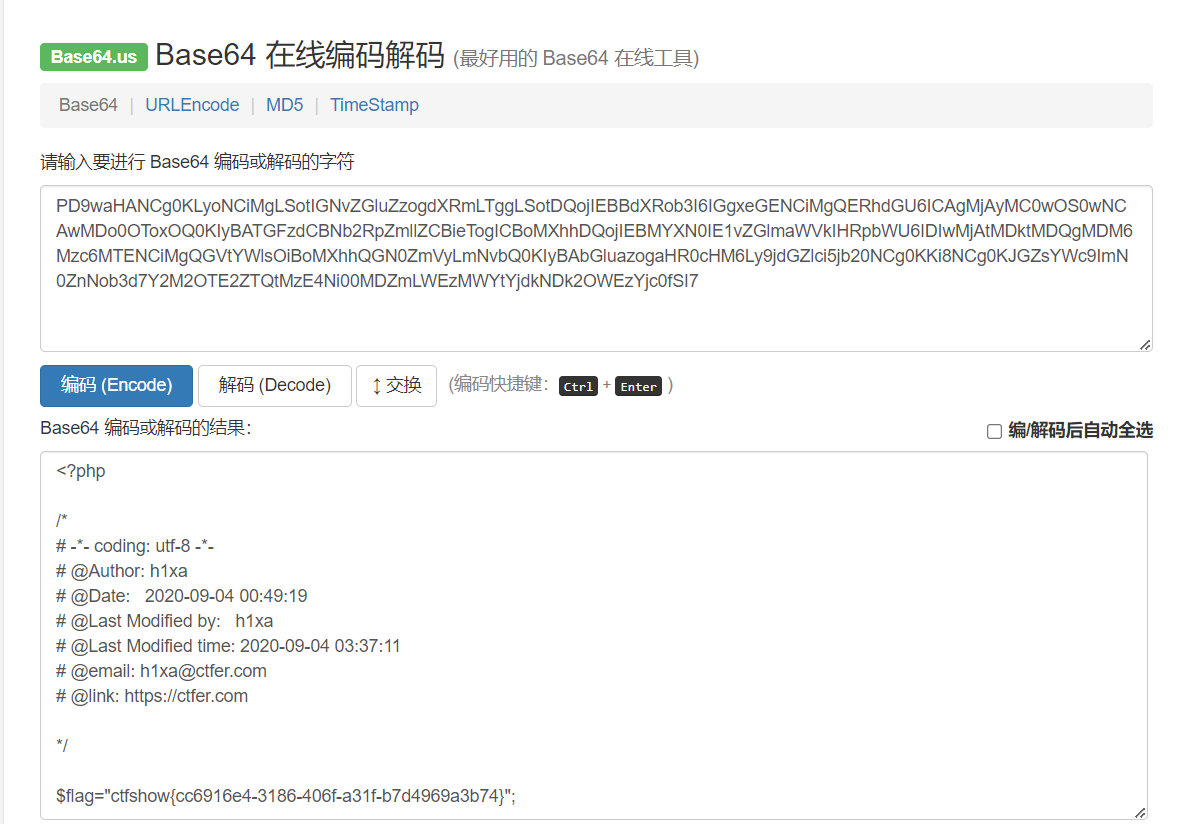 Base64.us Base64 在线编码解码 (最好用的 Base64 在线工具)
Base64 | URLEncode | MD5 | TimeStamp
请输入要进行 Base64 编码或解码的字符
PD9waHANCg0KLyoNCiMgLSotIGNvZGluZzogdXRmLTggLSotDQojIEBBdXRob3I6IGgxeGENCiMgQERhdGU6ICAgMjAyMC0wOS0wNC
AwMDo0OToxOQ0KIyBATGFzdCBNb2RpZmllZCBieTogICBoMXhhDQojIEBMYXN0IE1vZGlmaWVkIHRpbWU6IDIwMjAtMDktMDQgMDM6
Mzc6MTENCiMgQGVtYWlsOiBoMXhhQGN0ZmVyLmNvbQ0KIyBAbGluazogaHR0cHM6Ly9jdGZlci5jb20NCg0KKi8NCg0KJGZsYWc9ImN
0ZnNob3d7Y2M2OTE2ZTQtMzE4Ni00MDZmLWEzMWYtYjdkNDk2OWEzYjc0fSI7
编码 (Encode) 解码 (Decode) ↕ 交换 (编码快捷键: Ctrl + Enter )
Base64 编码或解码的结果: 编/解码后自动全选
<?php
/*
# -*- coding: utf-8 -*-
# @Author: h1xa
# @Date:   2020-09-04 00:49:19
# @Last Modified by:   h1xa
# @Last Modified time: 2020-09-04 03:37:11
# @email: h1xa@ctfer.com
# @link: https://ctfer.com
*/
$flag="ctfshow{cc6916e4-3186-406f-a31f-b7d4969a3b74}";